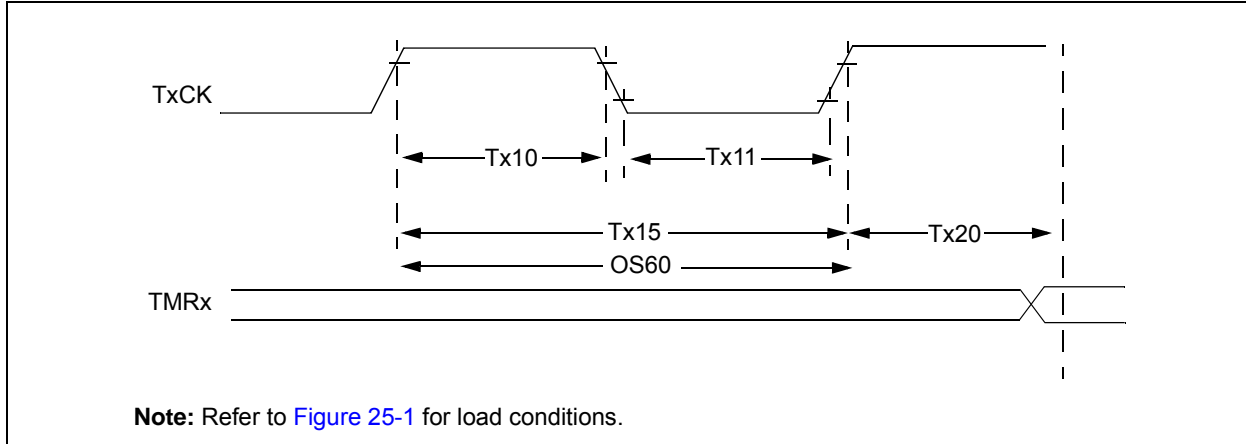 TxCK
Tx10
Tx11
Tx15
Tx20
OS60
TMRx
Note: Refer to Figure 25-1 for load conditions.